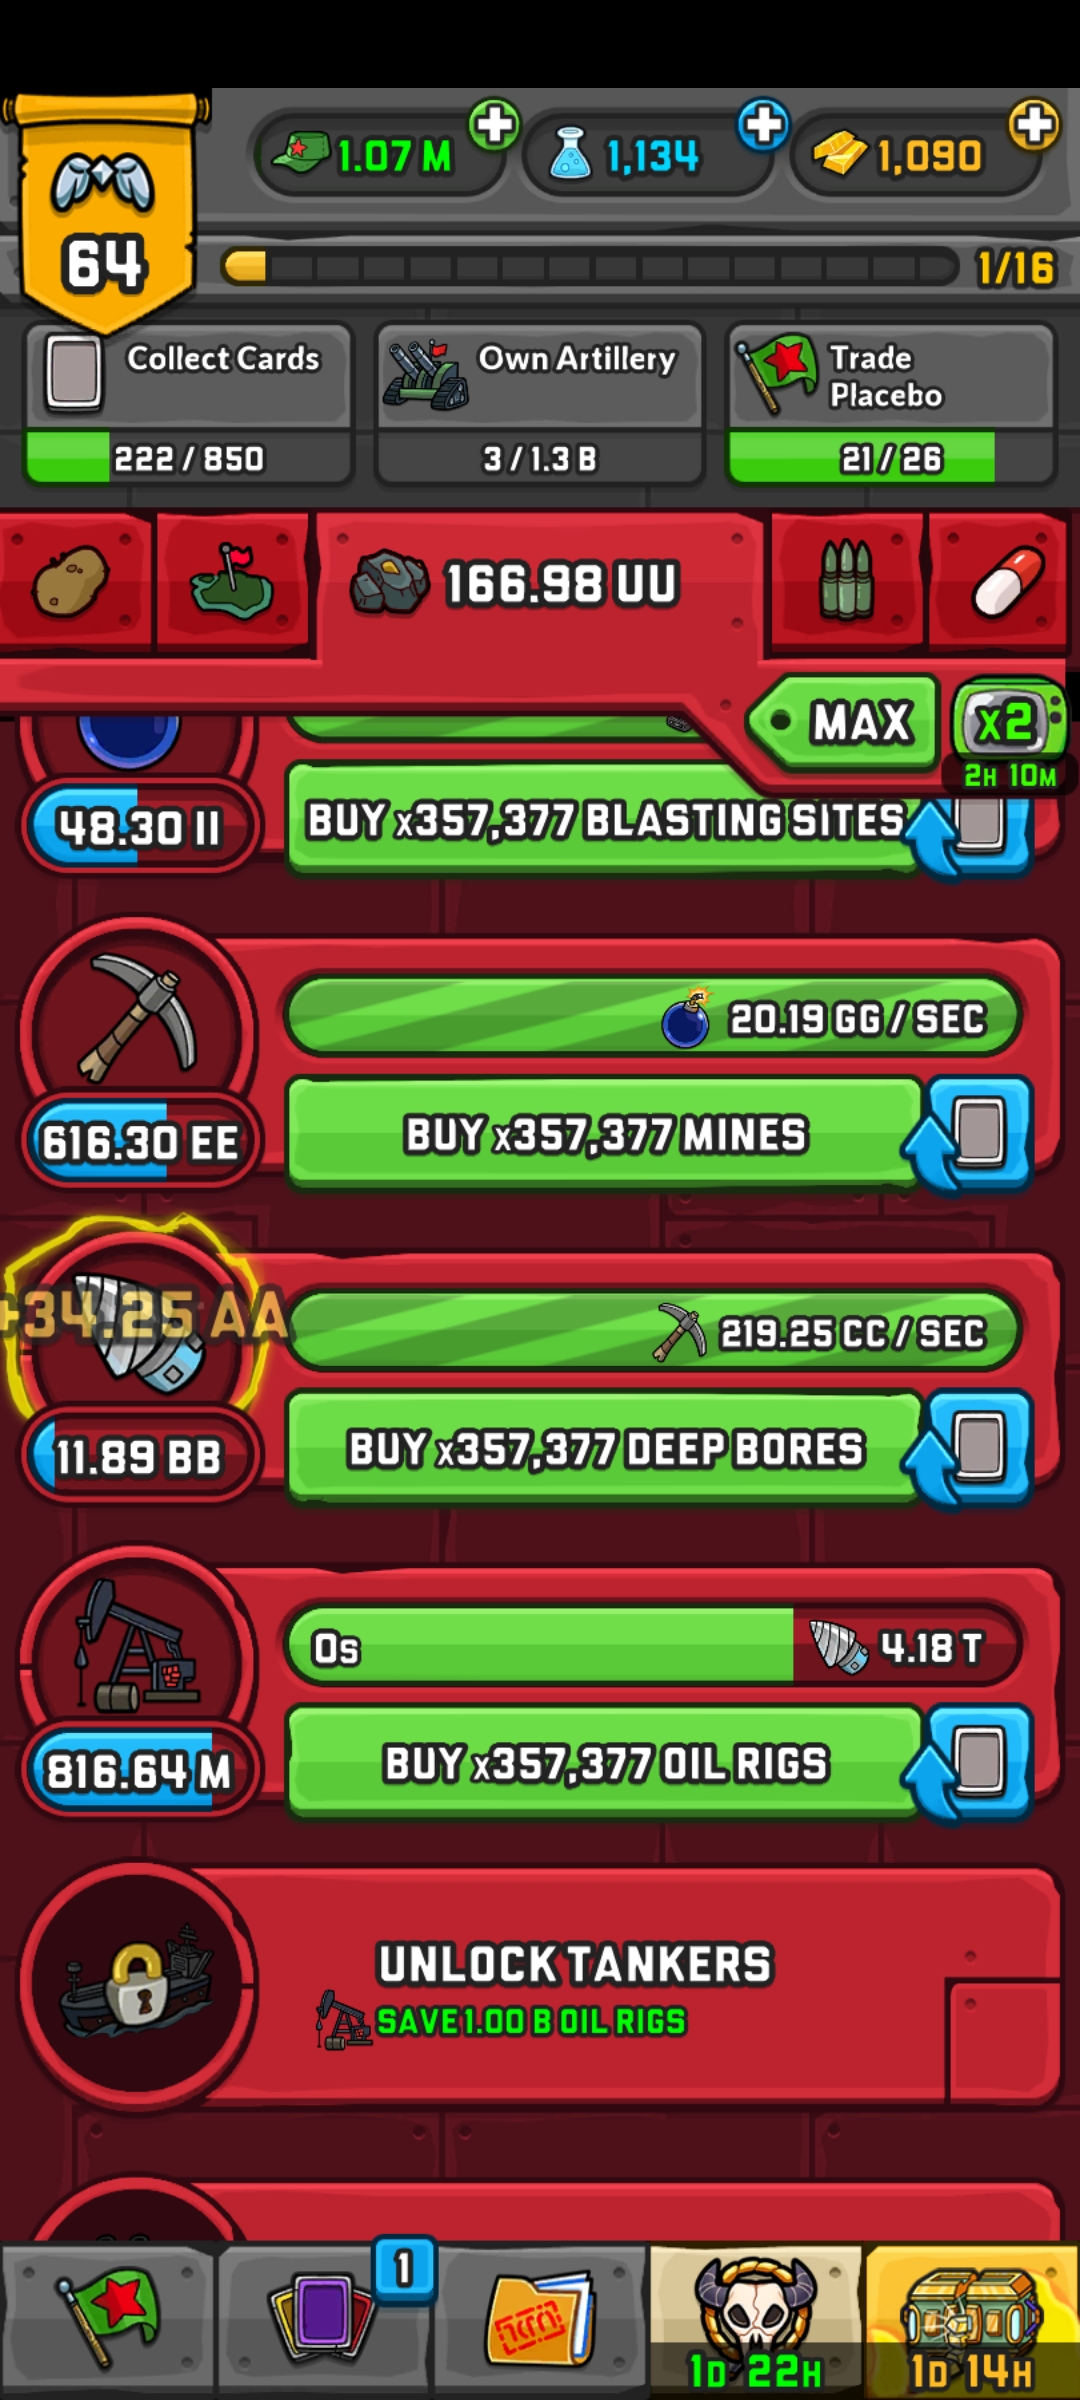 1.07 M
1,134
1,090
64
1/16
Collect Cards
222 / 850
Own Artillery
3 / 1.3 B
Trade
Placebo
21 / 26
166.98 UU
MAX
x2
2H 10M
48.30 II
BUY x357,377 BLASTING SITES
20.19 GG / SEC
616.30 EE
BUY x357,377 MINES
+34.25 AA
219.25 CC / SEC
11.89 BB
BUY x357,377 DEEP BORES
0s
4.18 T
816.64 M
BUY x357,377 OIL RIGS
UNLOCK TANKERS
SAVE 1.00 B OIL RIGS
1
1D 22H
1D 14H